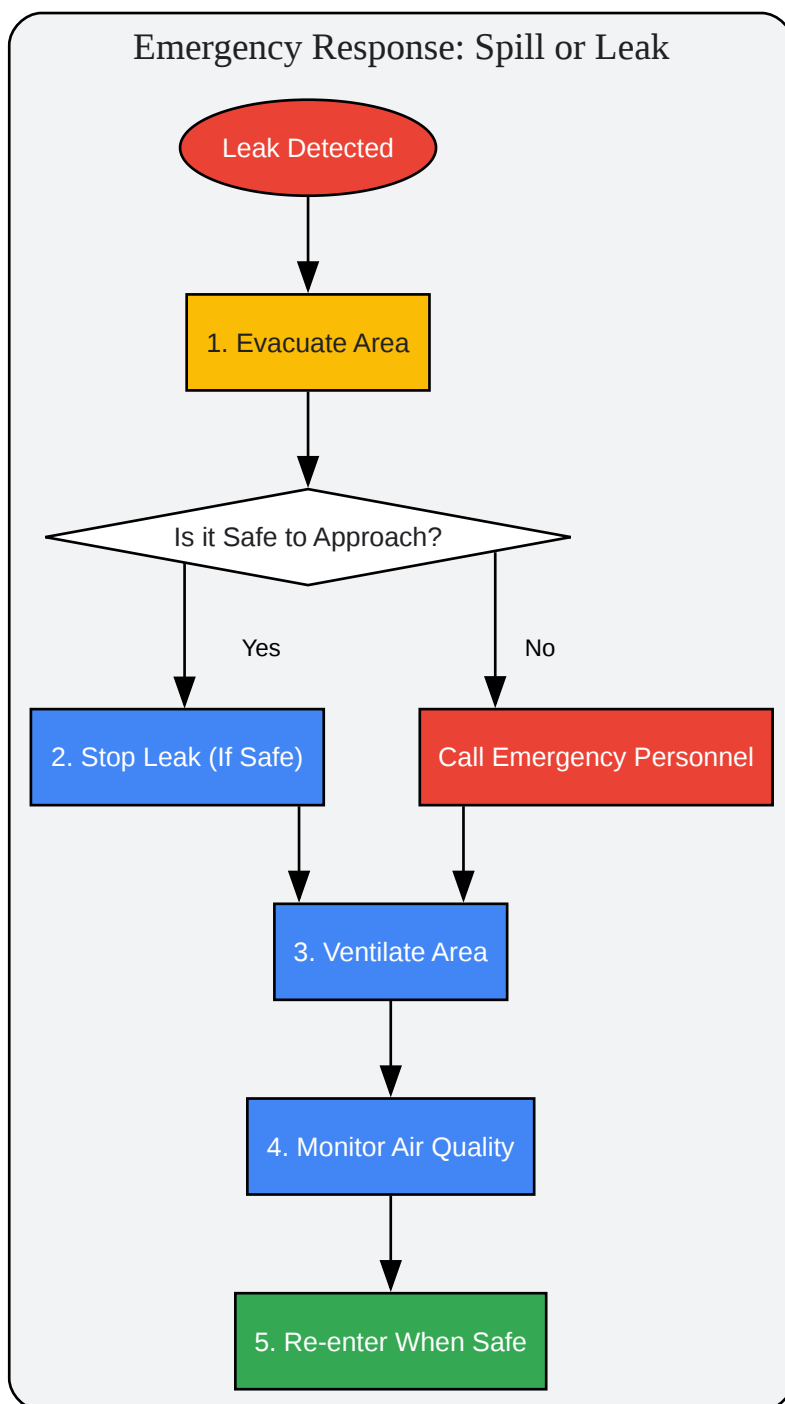 Emergency Response: Spill or Leak
Leak Detected
1. Evacuate Area
Is it Safe to Approach?
Yes
No
2. Stop Leak (If Safe)
Call Emergency Personnel
3. Ventilate Area
4. Monitor Air Quality
5. Re-enter When Safe